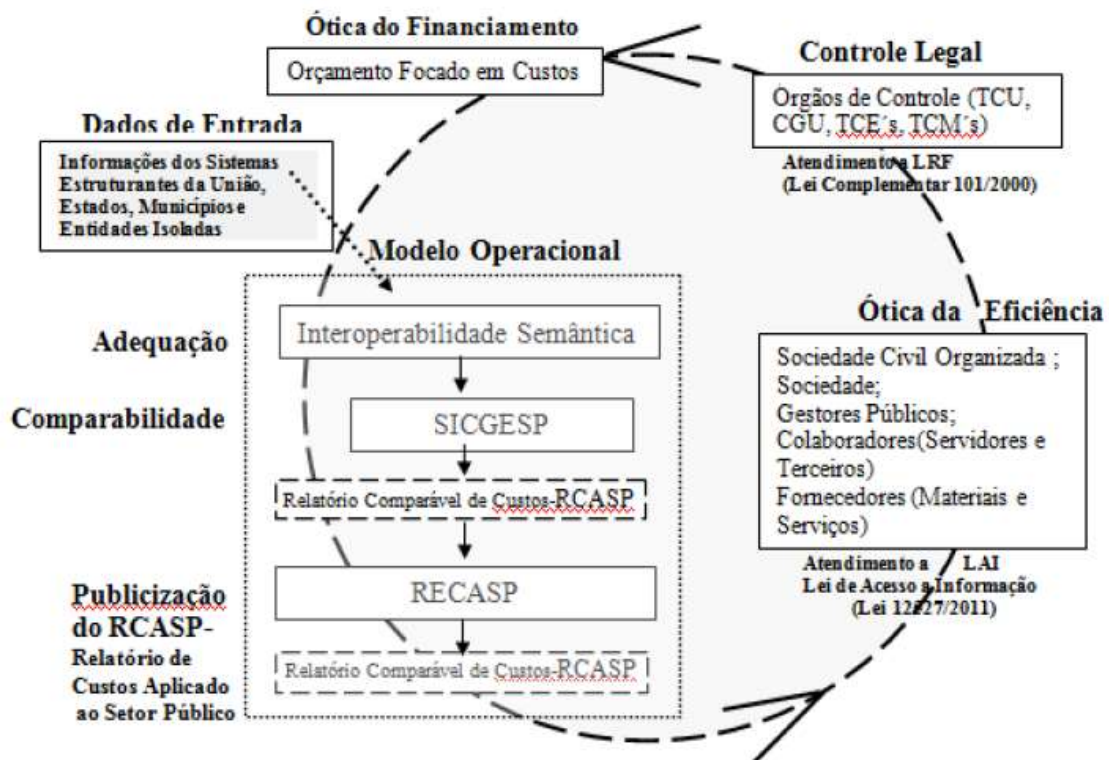 Ótica do Financiamento
Orçamento Focado em Custos
Controle Legal
Órgãos de Controle (TCU,
CGU, TCE´s, TCM´s)
Atendimento a LRF
(Lei Complementar 101/2000)
Dados de Entrada
Informações dos Sistemas
Estruturantes da União,
Estados, Municípios e
Entidades Isoladas
Modelo Operacional
Adequação
Interoperabilidade Semântica
Comparabilidade
SICGESP
Relatório Comparável de Custos-RCASP
Publicização
do RCASP-
Relatório de
Custos Aplicado
ao Setor Público
RECASP
Relatório Comparável de Custos-RCASP
Ótica da Eficiência
Sociedade Civil Organizada ;
Sociedade;
Gestores Públicos;
Colaboradores(Servidores e
Terceiros)
Fornecedores (Materiais e
Serviços)
Atendimento a LAI
Lei de Acesso a Informação
(Lei 12527/2011)